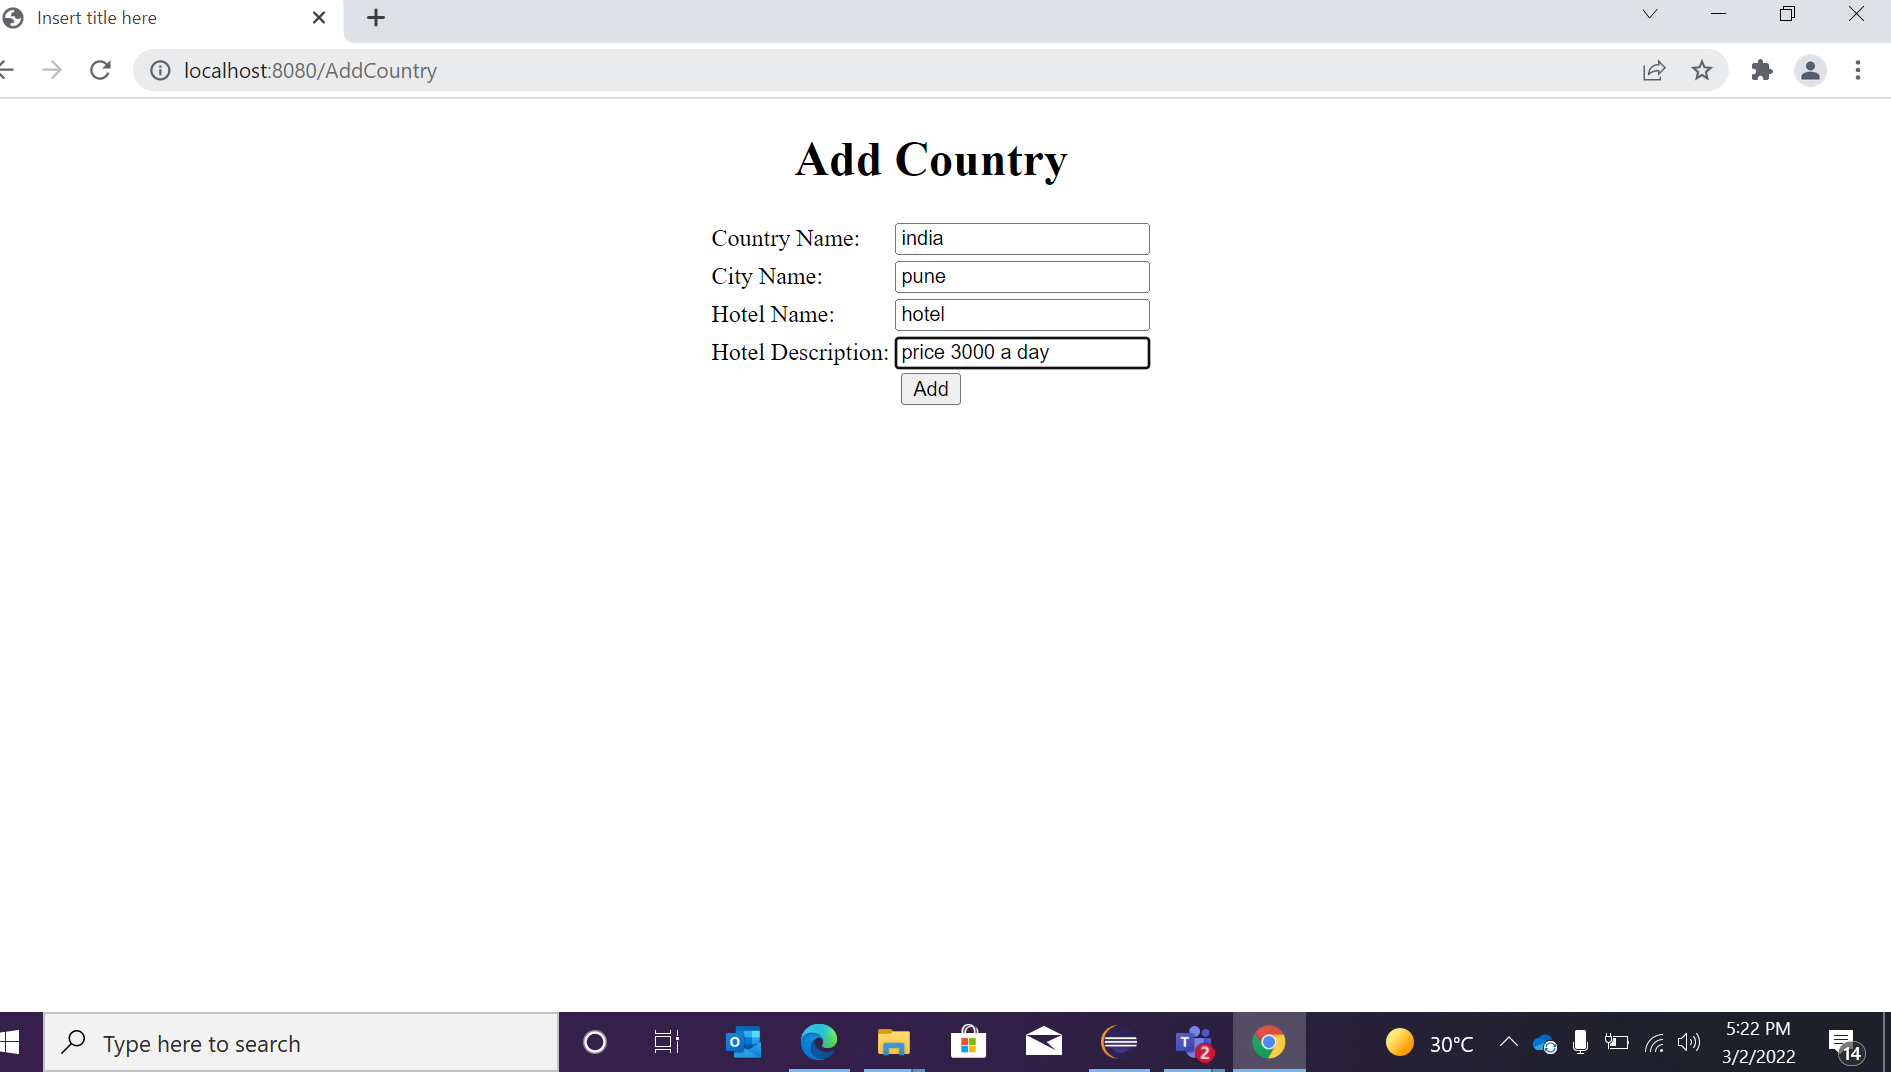 Insert title here
localhost:8080/AddCountry
Add Country
Country Name: india
City Name: pune
Hotel Name: hotel
Hotel Description: price 3000 a day
Add
Type here to search
O
T 2
30°C
5:22 PM
3/2/2022
14